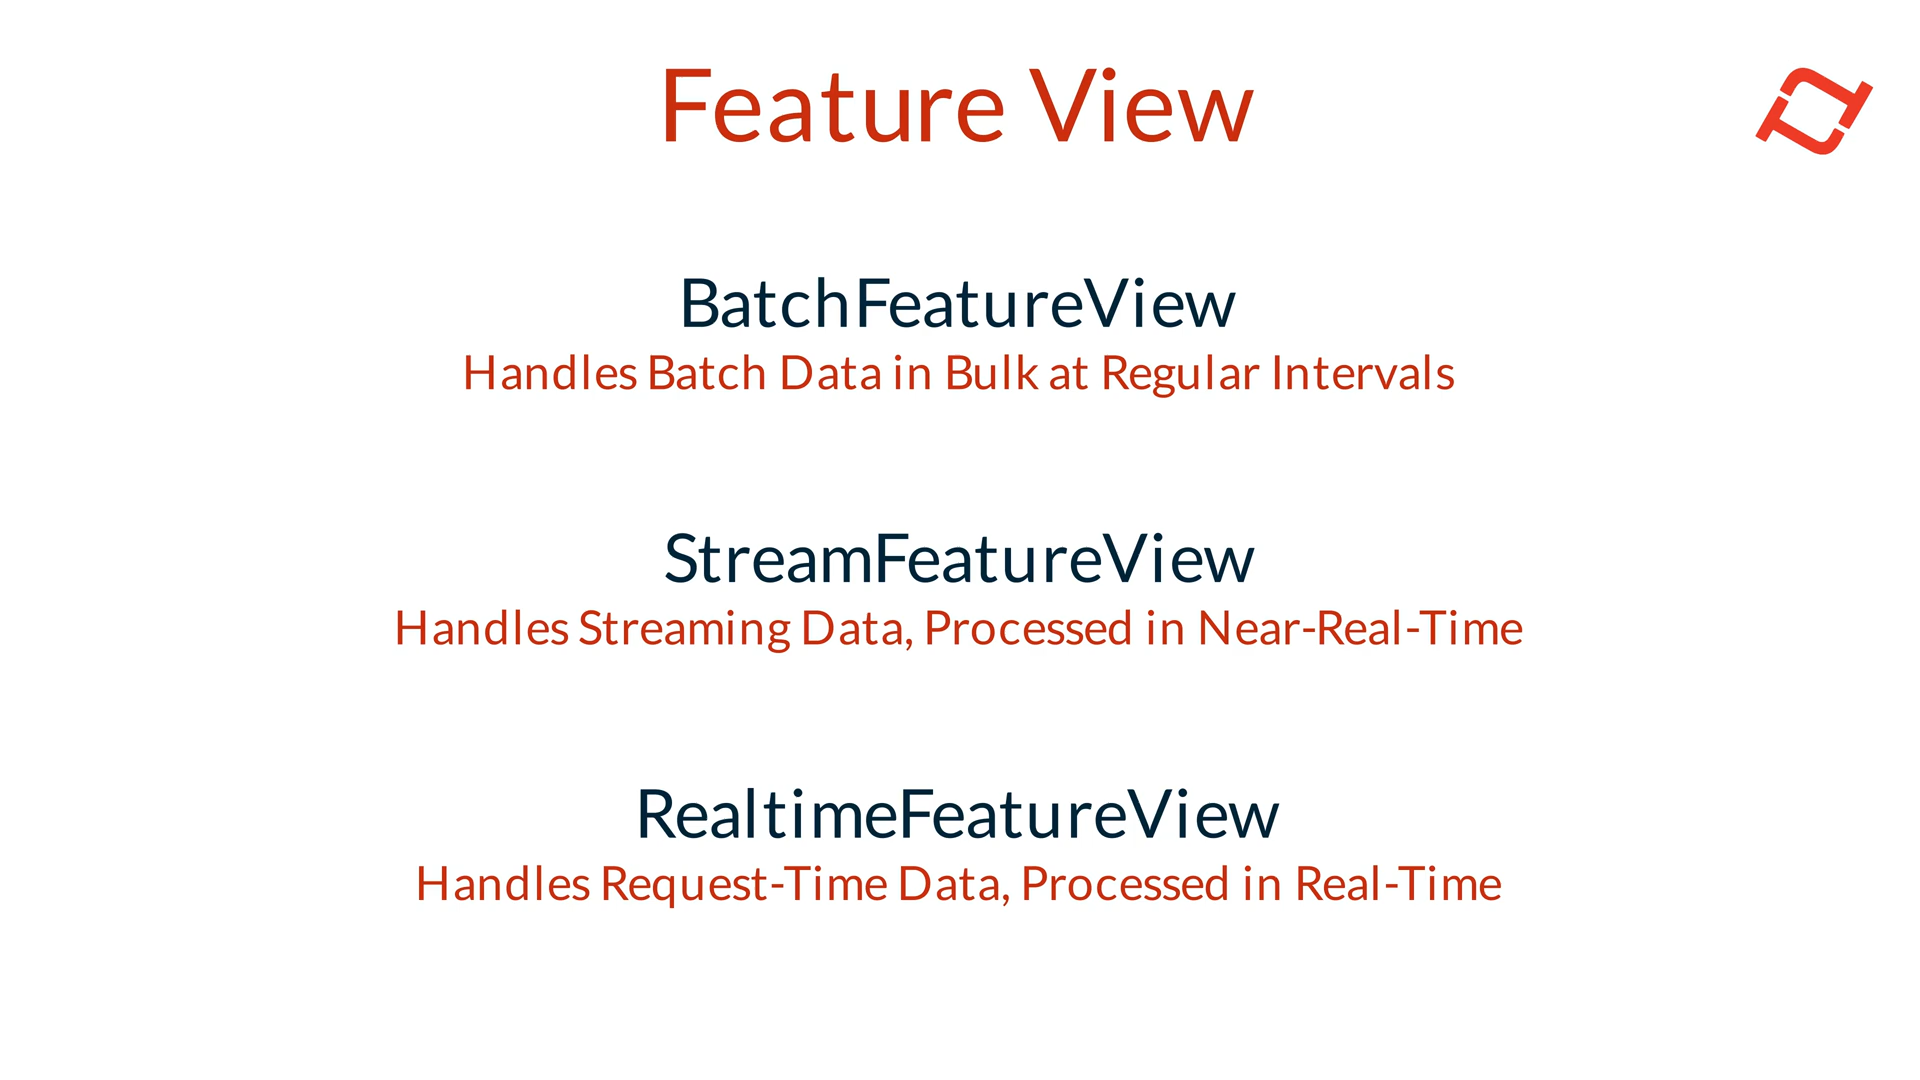 Feature View
BatchFeatureView
Handles Batch Data in Bulk at Regular Intervals
StreamFeatureView
Handles Streaming Data, Processed in Near-Real-Time
RealtimeFeatureView
Handles Request-Time Data, Processed in Real-Time